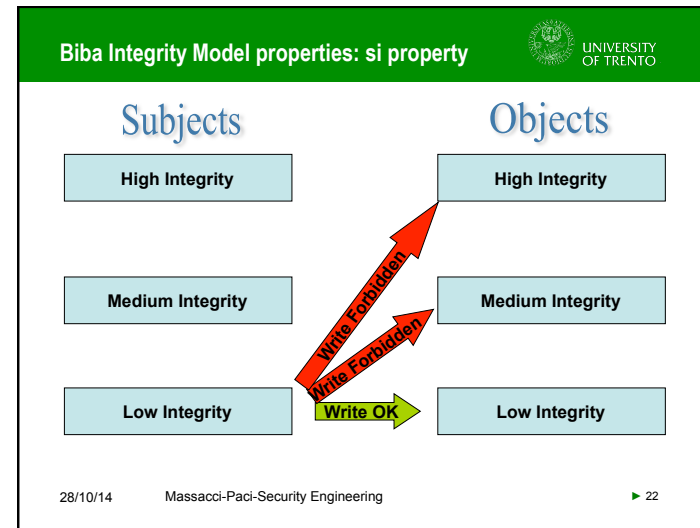 Biba Integrity Model properties: si property
UNIVERSITY
OF TRENTO
Subjects
Objects
High Integrity
High Integrity
Write Forbidden
Medium Integrity
Medium Integrity
Write Forbidden
Low Integrity
Write OK
Low Integrity
28/10/14
Massacci-Paci-Security Engineering
► 22